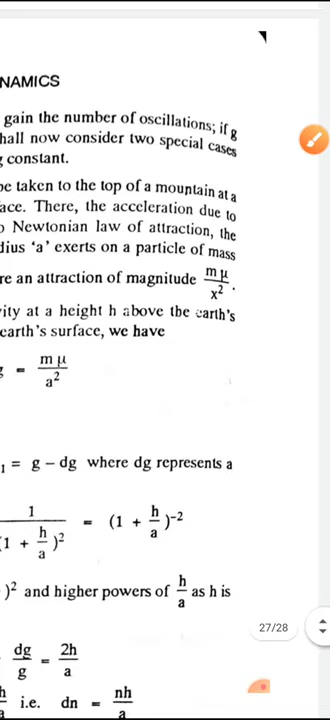 NAMICS
gain the number of oscillations; if g
hall now consider two special cases
constant.
be taken to the top of a mountain at a
ace. There, the acceleration due to
o Newtonian law of attraction, the
dius 'a' exerts on a particle of mass
re an attraction of magnitude mμ/x².
ity at a height h above the earth's
earth's surface, we have
g = mμ/a²
₁ = g – dg where dg represents a
1/(1 + h/a)² = (1 + h/a)⁻²
)² and higher powers of h/a as h is
27/28
dg/g = 2h/a
h/a i.e. dn = nh/a